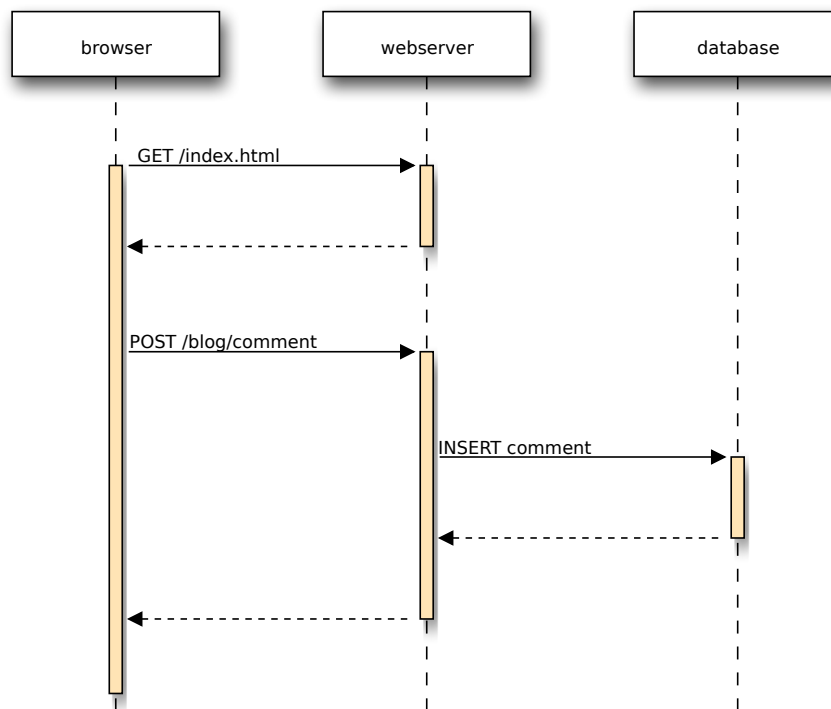 browser
webserver
database
GET /index.html
POST /blog/comment
INSERT comment